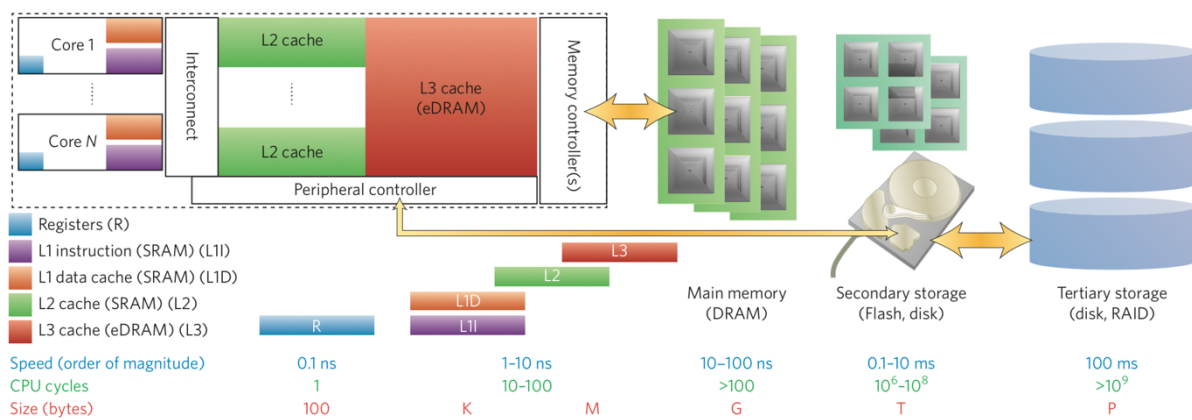 Core 1
Core N
Interconnect
L2 cache
L2 cache
L3 cache
(eDRAM)
Memory controller(s)
Peripheral controller
Registers (R)
L1 instruction (SRAM) (L1I)
L1 data cache (SRAM) (L1D)
L2 cache (SRAM) (L2)
L3 cache (eDRAM) (L3)
L3
L2
L1D
R
L1I
Main memory
(DRAM)
Secondary storage
(Flash, disk)
Tertiary storage
(disk, RAID)
Speed (order of magnitude) 0.1 ns 1–10 ns 10–100 ns 0.1–10 ms 100 ms
CPU cycles 1 10–100 >100 10⁶–10⁸ >10⁹
Size (bytes) 100 K M G T P